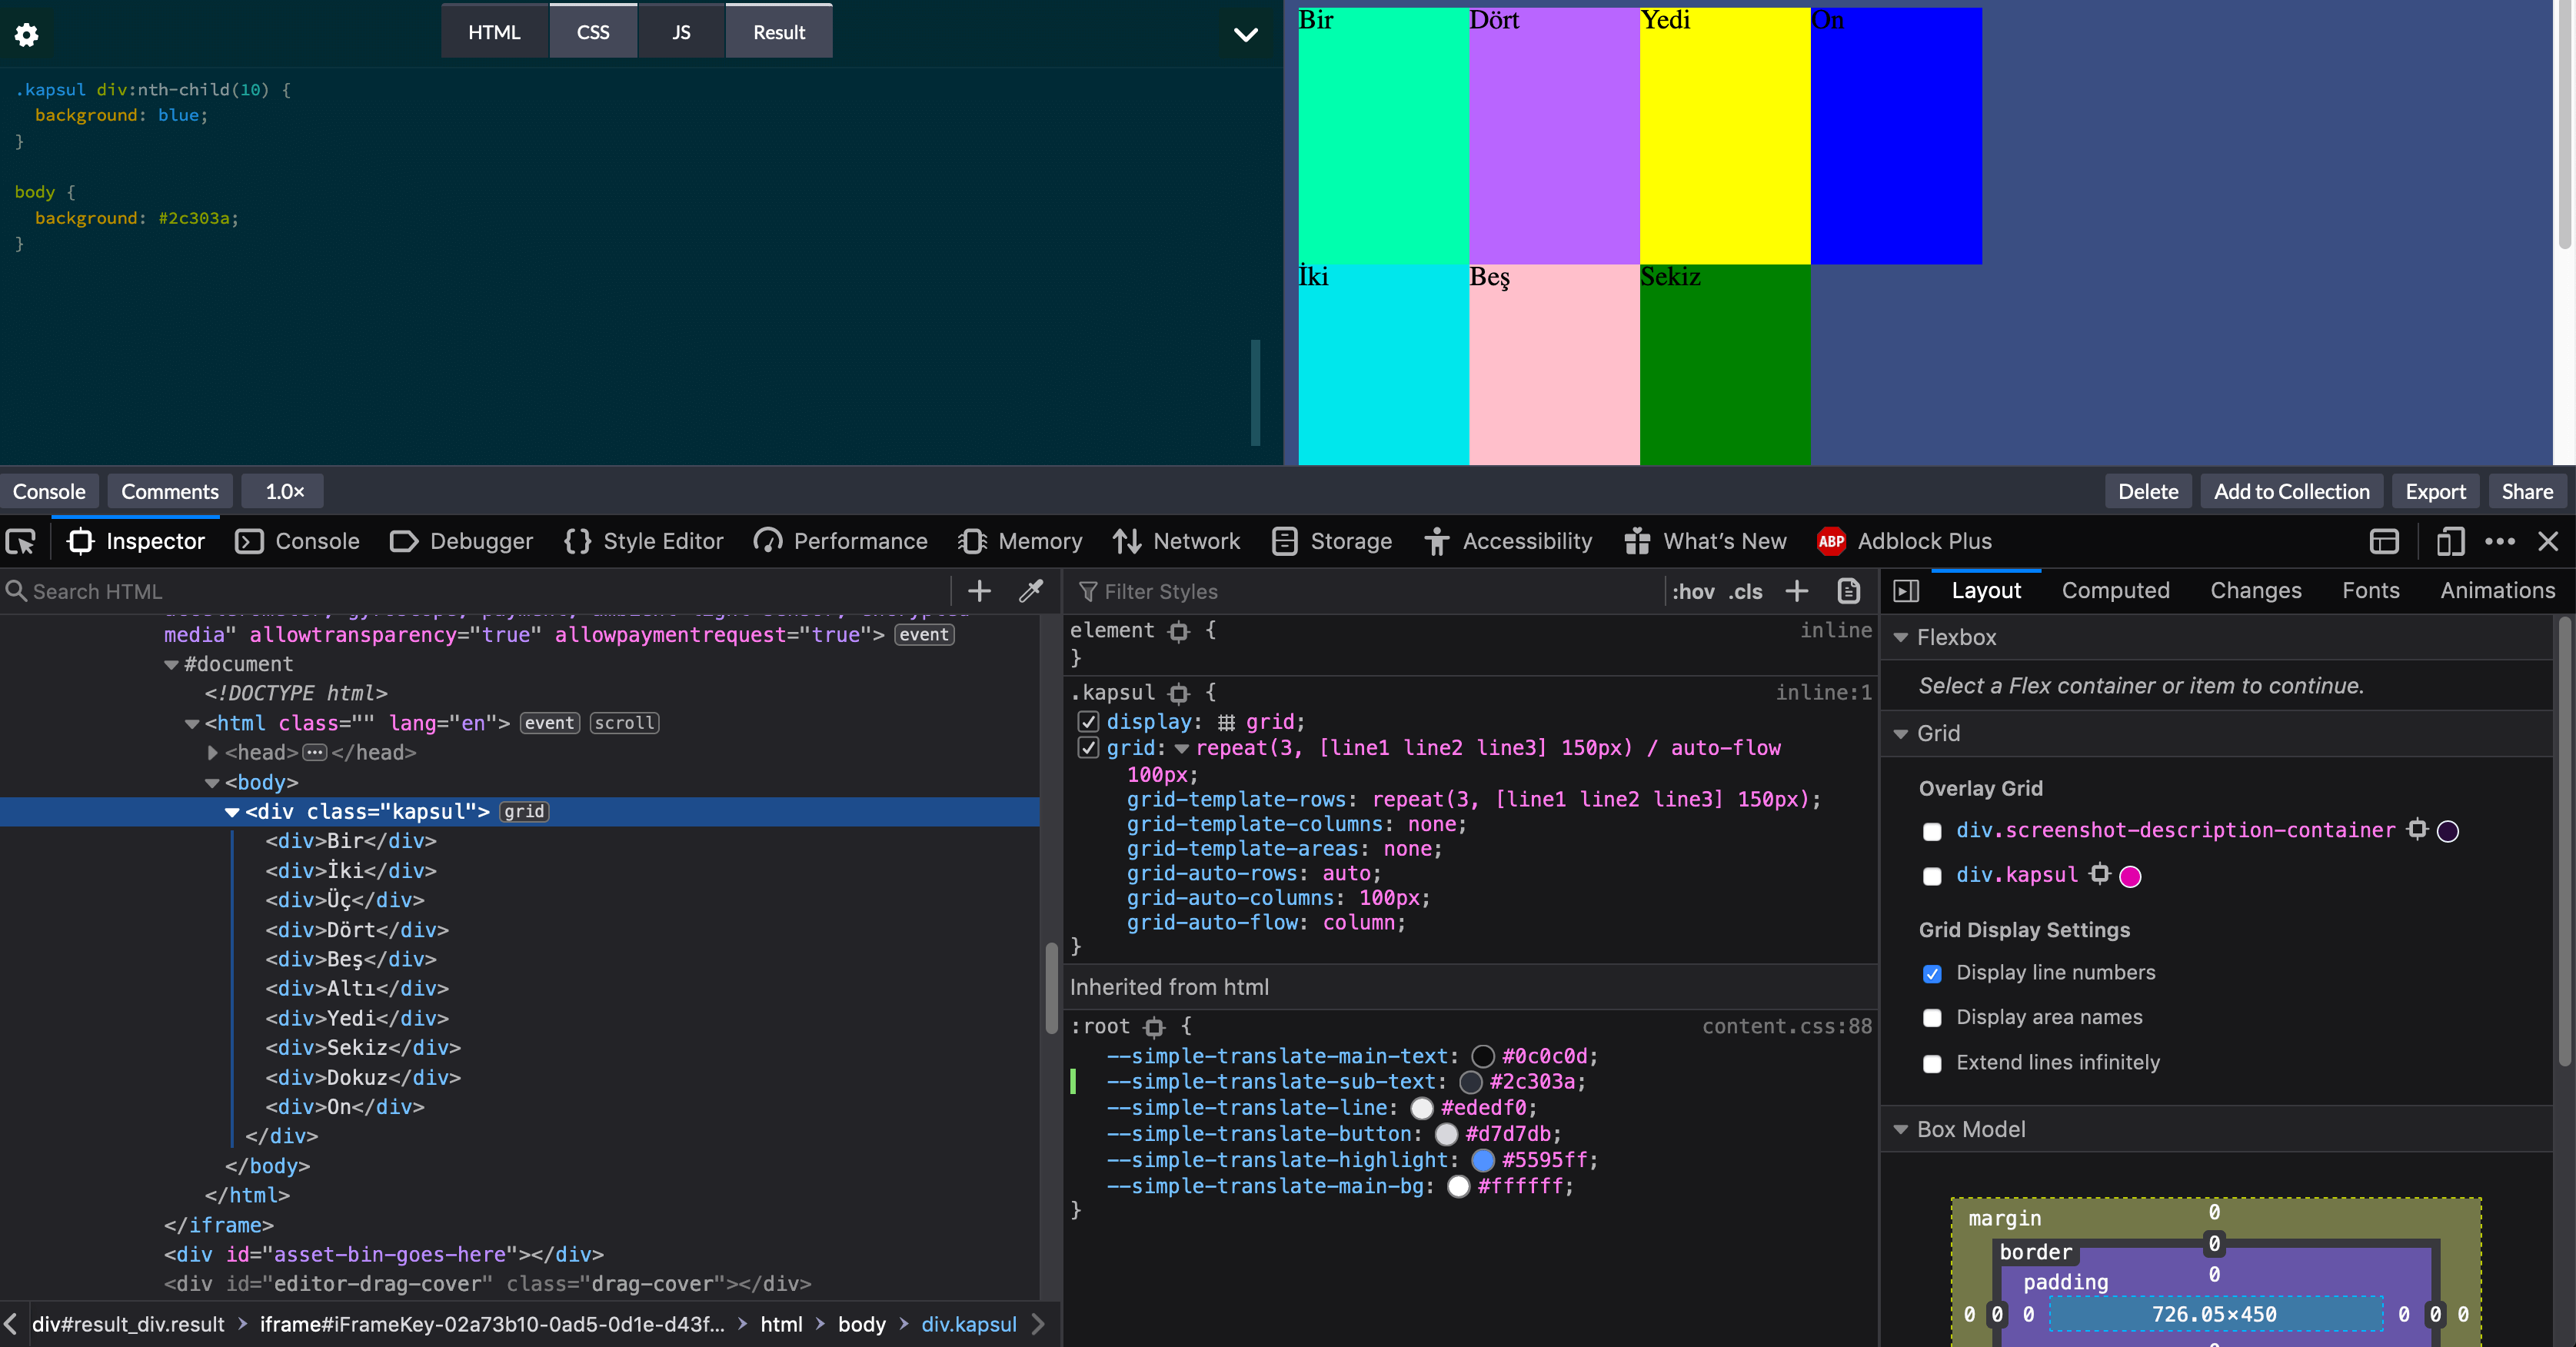 HTML
CSS
JS
Result
.kapsul div:nth-child(10) {
background: blue;
}
body {
background: #2c303a;
}
Bir
Dört
Yedi
On
İki
Beş
Sekiz
Console
Comments
1.0×
Delete
Add to Collection
Export
Share
Inspector
Console
Debugger
Style Editor
Performance
Memory
Network
Storage
Accessibility
What's New
ABP
Adblock Plus
Search HTML
media" allowtransparency="true" allowpaymentrequest="true"> event
#document
<!DOCTYPE html>
<html class="" lang="en"> event scroll
<head> ••• </head>
<body>
<div class="kapsul"> grid
<div>Bir</div>
<div>İki</div>
<div>Üç</div>
<div>Dört</div>
<div>Beş</div>
<div>Altı</div>
<div>Yedi</div>
<div>Sekiz</div>
<div>Dokuz</div>
<div>On</div>
</div>
</body>
</html>
</iframe>
<div id="asset-bin-goes-here"></div>
<div id="editor-drag-cover" class="drag-cover"></div>
div#result_div.result > iframe#iFrameKey-02a73b10-0ad5-0d1e-d43f... > html > body > div.kapsul
Filter Styles
:hov .cls
element {
inline
}
.kapsul {
inline:1
display: grid;
grid: repeat(3, [line1 line2 line3] 150px) / auto-flow
100px;
grid-template-rows: repeat(3, [line1 line2 line3] 150px);
grid-template-columns: none;
grid-template-areas: none;
grid-auto-rows: auto;
grid-auto-columns: 100px;
grid-auto-flow: column;
}
Inherited from html
:root {
content.css:88
--simple-translate-main-text: #0c0c0d;
--simple-translate-sub-text: #2c303a;
--simple-translate-line: #ededf0;
--simple-translate-button: #d7d7db;
--simple-translate-highlight: #5595ff;
--simple-translate-main-bg: #ffffff;
}
Layout
Computed
Changes
Fonts
Animations
Flexbox
Select a Flex container or item to continue.
Grid
Overlay Grid
div.screenshot-description-container
div.kapsul
Grid Display Settings
Display line numbers
Display area names
Extend lines infinitely
Box Model
margin
0
border
0
padding
0
0 0 0 726.05×450 0 0 0